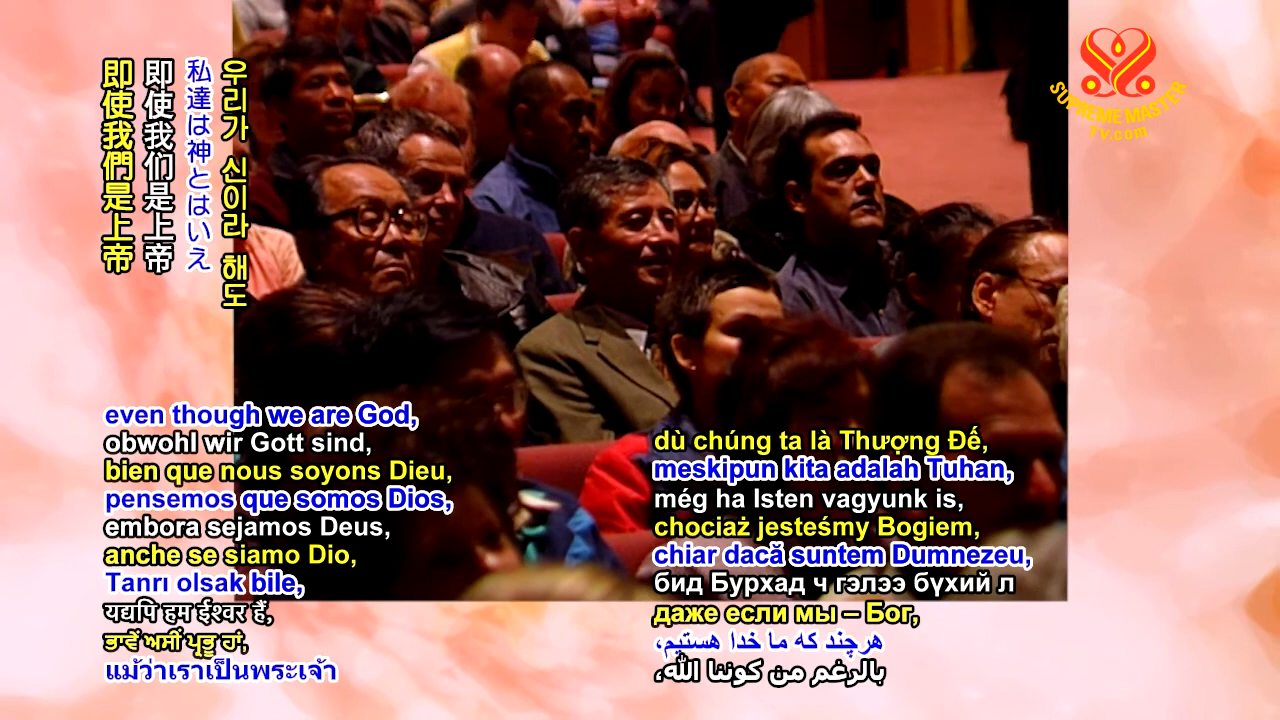 우리가 신이라 해도
私達は神とはいえ
即使我们是上帝
即使我們是上帝
SUPREME MASTER
TV.com
even though we are God,
obwohl wir Gott sind,
bien que nous soyons Dieu,
pensemos que somos Dios,
embora sejamos Deus,
anche se siamo Dio,
Tanrı olsak bile,
यद्यपि हम ईश्वर हैं,
ਭਾਵੇਂ ਅਸੀਂ ਪ੍ਰਭੂ ਹਾਂ,
แม้ว่าเราเป็นพระเจ้า
dù chúng ta là Thượng Đế,
meskipun kita adalah Tuhan,
még ha Isten vagyunk is,
chociaż jesteśmy Bogiem,
chiar dacă suntem Dumnezeu,
бид Бурхад ч гэлээ бүхий л
даже если мы – Бог,
هرچند که ما خدا هستیم،
بالرغم من كوننا الله،